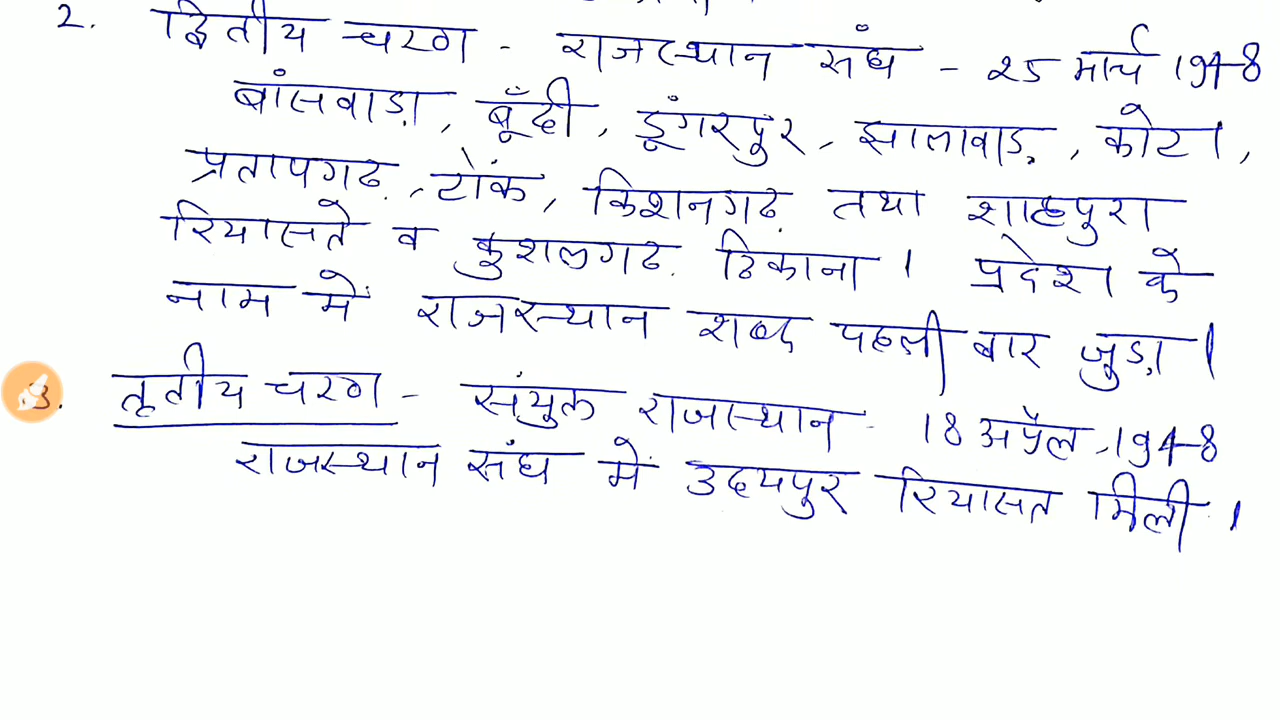 2. द्वितीय चरण - राजस्थान संघ - 25 मार्च 1948
बांसवाड़ा, बूँदी, डूंगरपुर, झालावाड़, कोटा,
प्रतापगढ़, टोंक, किशनगढ़ तथा शाहपुरा
रियासतें व कुशलगढ़ ठिकाना। प्रदेश के
नाम में राजस्थान शब्द पहली बार जुड़ा।
3. तृतीय चरण - संयुक्त राजस्थान - 18 अप्रैल, 1948
राजस्थान संघ में उदयपुर रियासत मिली।